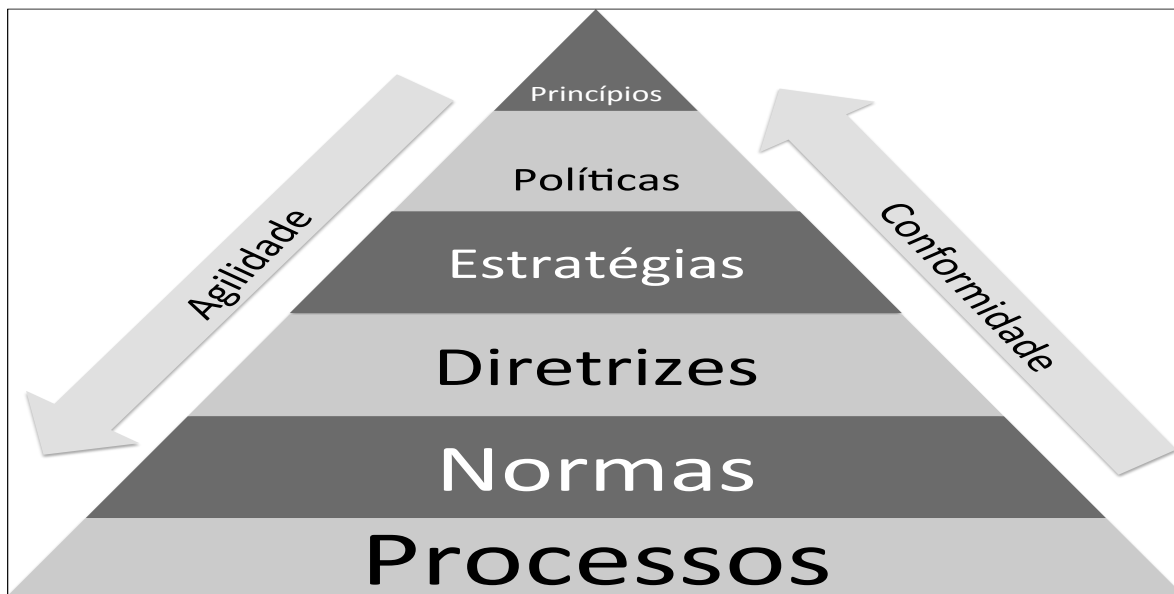 Princípios
Políticas
Agilidade
Conformidade
Estratégias
Diretrizes
Normas
Processos